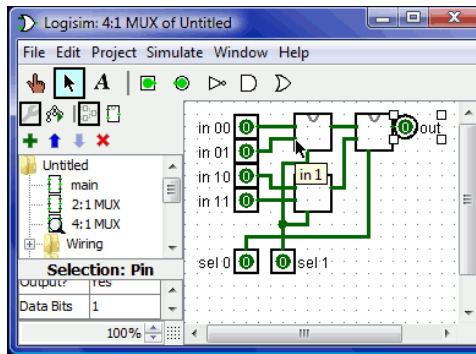 Logisim: 4:1 MUX of Untitled
File Edit Project Simulate Window Help
A
Untitled
main
2:1 MUX
4:1 MUX
Wiring
Selection: Pin
Output? Yes
Data Bits 1
100%
in 00 0
in 01 0
in 10 0
in 11 0
in 1
0 out
sel 0 0 0 sel 1